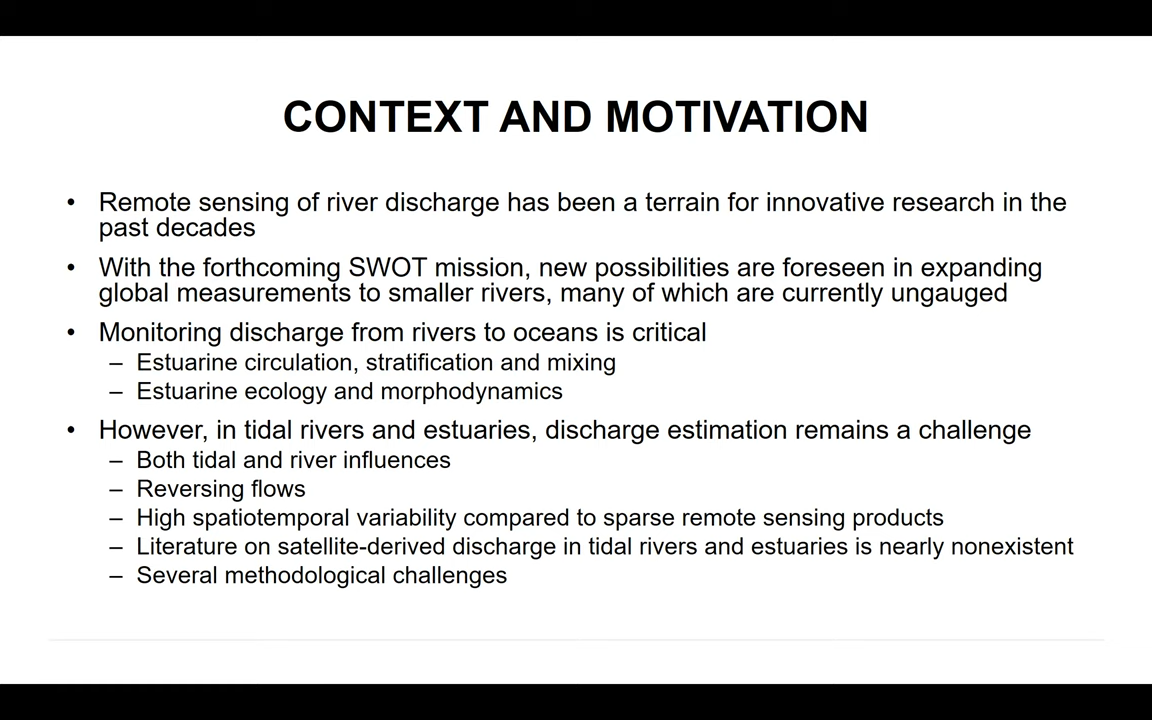 CONTEXT AND MOTIVATION
• Remote sensing of river discharge has been a terrain for innovative research in the
past decades
• With the forthcoming SWOT mission, new possibilities are foreseen in expanding
global measurements to smaller rivers, many of which are currently ungauged
• Monitoring discharge from rivers to oceans is critical
– Estuarine circulation, stratification and mixing
– Estuarine ecology and morphodynamics
• However, in tidal rivers and estuaries, discharge estimation remains a challenge
– Both tidal and river influences
– Reversing flows
– High spatiotemporal variability compared to sparse remote sensing products
– Literature on satellite-derived discharge in tidal rivers and estuaries is nearly nonexistent
– Several methodological challenges